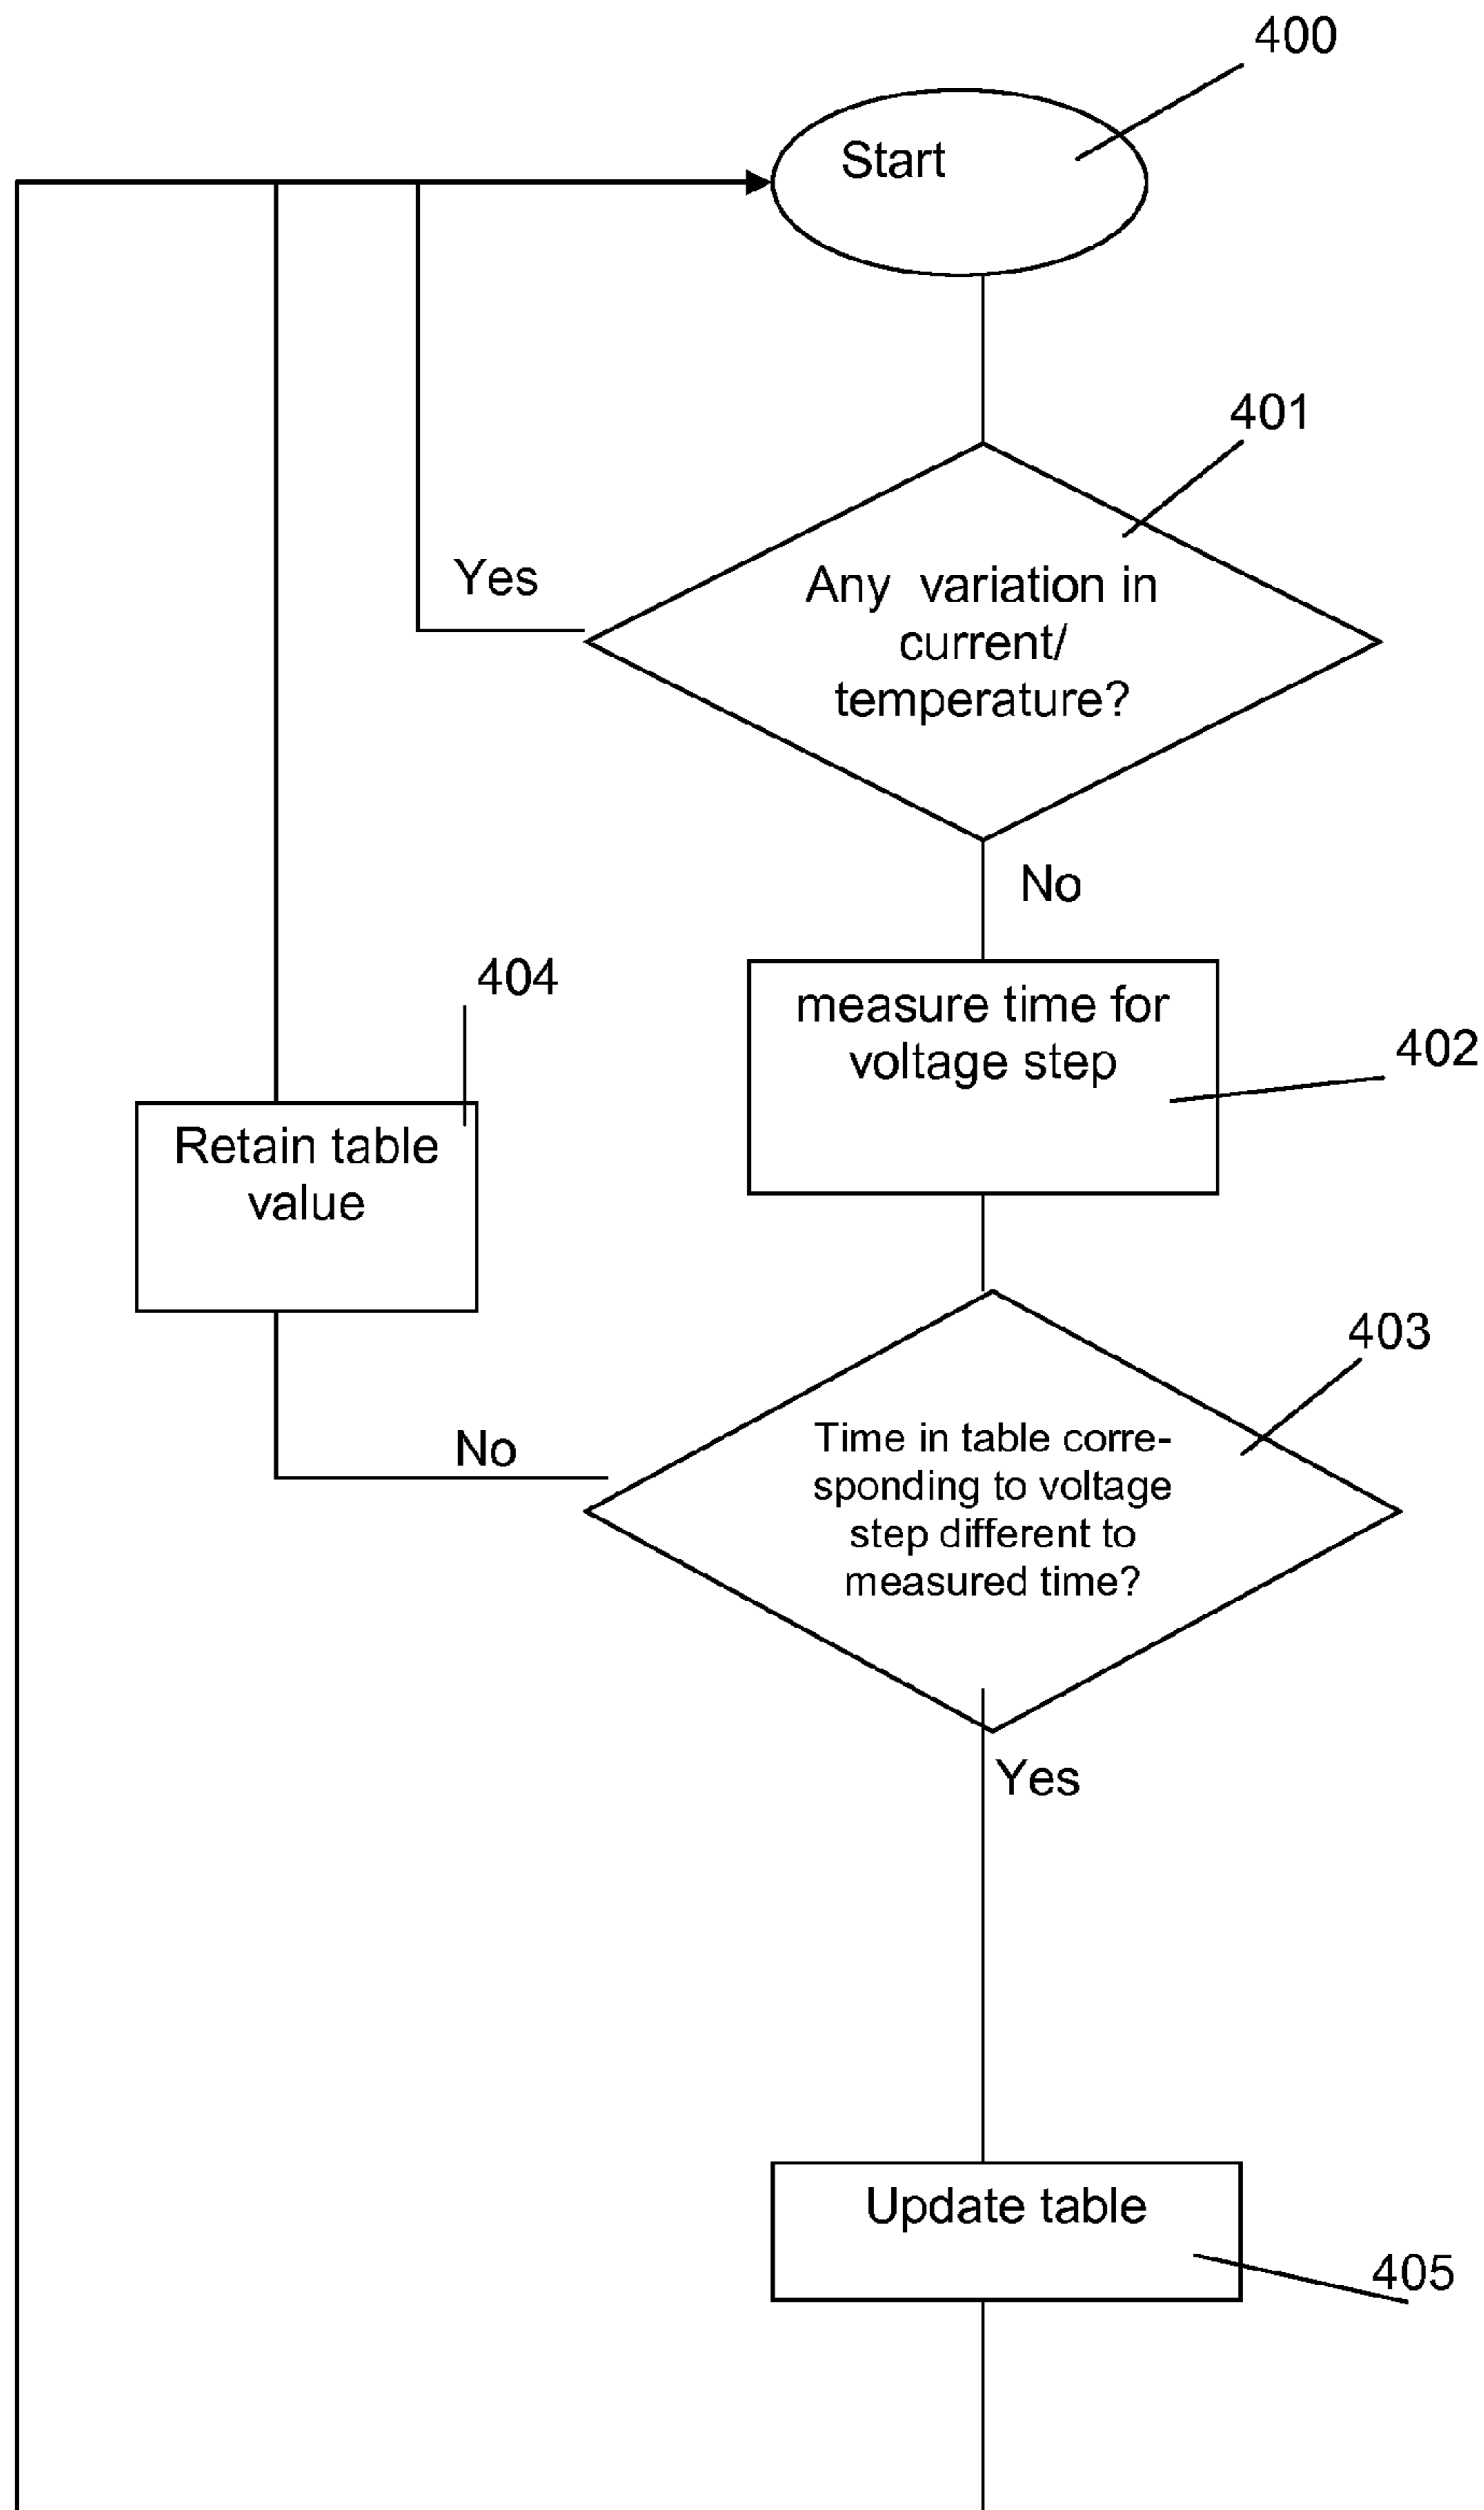 400
Start
401
Yes
Any variation in
current/
temperature?
No
404
measure time for
voltage step
402
Retain table
value
403
No
Time in table corre-
sponding to voltage
step different to
measured time?
Yes
Update table
405